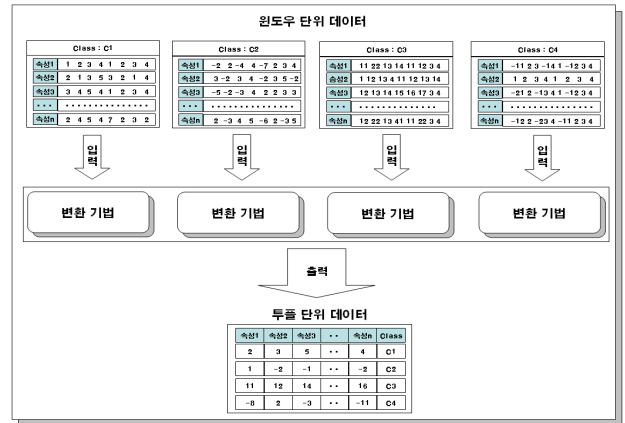 윈도우 단위 데이터
Class : C1
속성1 1 2 3 4 1 2 3 4
속성2 2 1 3 5 3 2 1 4
속성3 3 4 5 4 1 2 3 4
• • • • • • • • • • • • • • • • •
속성n 2 4 5 4 7 2 3 2
Class : C2
속성1 -2 2 -4 4 -7 2 3 4
속성2 3 -2 3 4 -2 3 5 -2
속성3 -5 -2 -3 4 2 2 3 3
• • • • • • • • • • • • • • • • •
속성n 2 -3 4 5 -6 2 -3 5
Class : C3
속성1 11 22 13 14 11 12 3 4
속성2 1 12 13 4 11 12 13 14
속성3 12 13 14 15 16 17 3 4
• • • • • • • • • • • • • • • • •
속성n 12 22 13 41 11 22 3 4
Class : C4
속성1 -11 2 3 -14 1 -12 3 4
속성2 1 2 3 4 1 2 3 4
속성3 -21 2 -13 4 1 -12 3 4
• • • • • • • • • • • • • • • • •
속성n -12 2 -23 4 -11 2 3 4
입력
입력
입력
입력
변환 기법
변환 기법
변환 기법
변환 기법
출력
투플 단위 데이터
속성1 속성2 속성3 • • 속성n Class
2 3 5 • • 4 C1
1 -2 -1 • • -2 C2
11 12 14 • • 16 C3
-8 2 -3 • • -11 C4